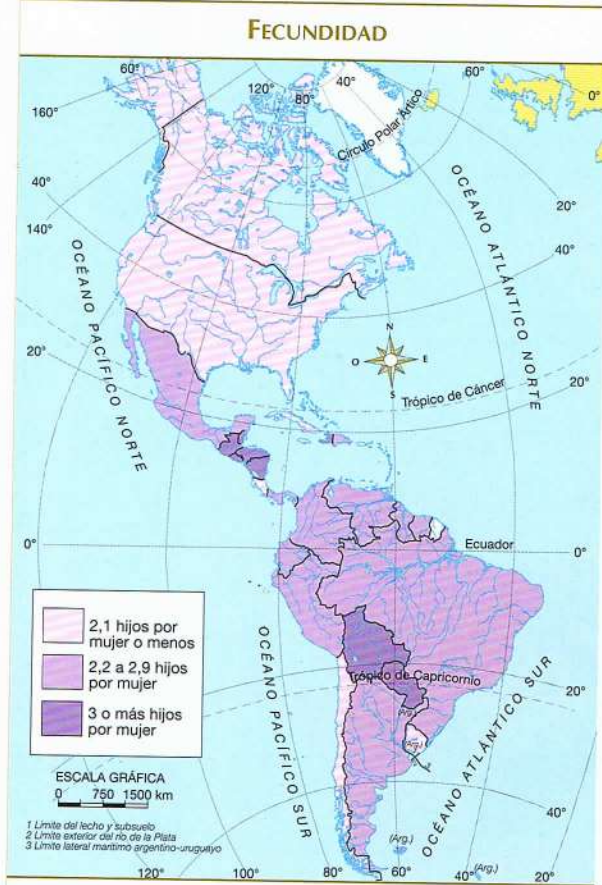 FECUNDIDAD
60°
120°
80°
40°
60°
0°
160°
Círculo Polar Ártico
40°
20°
140°
40°
OCÉANO ATLÁNTICO NORTE
OCÉANO PACÍFICO NORTE
N
O
E
S
20°
Trópico de Cáncer
20°
0°
Ecuador
0°
2,1 hijos por
mujer o menos
2,2 a 2,9 hijos
por mujer
3 o más hijos
por mujer
OCÉANO PACÍFICO SUR
Trópico de Capricornio
20°
(Arg.)
(Arg.)
OCÉANO ATLÁNTICO SUR
ESCALA GRÁFICA
0 750 1500 km
40°
1 Límite del lecho y subsuelo
2 Límite exterior del río de la Plata
3 Límite lateral marítimo argentino-uruguayo
(Arg.)
(Arg.)
120°
100°
80°
60°
40°
20°